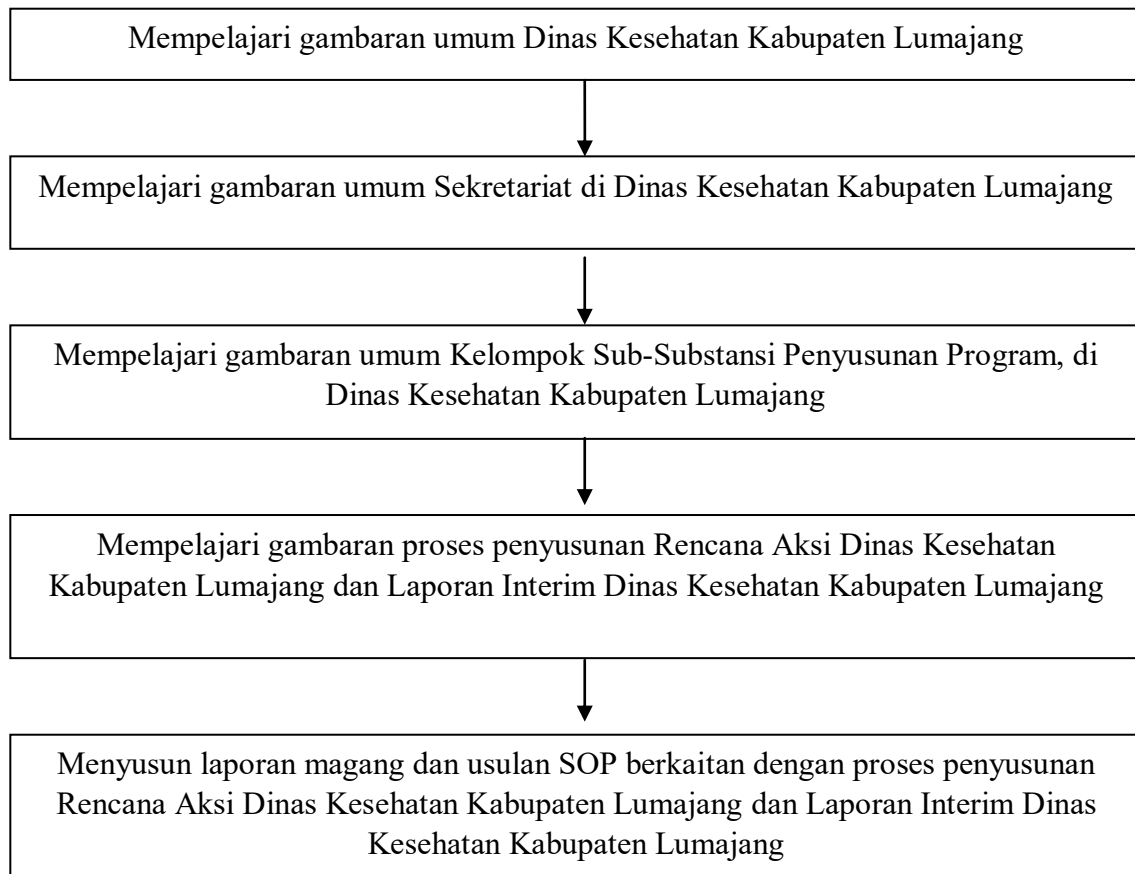 Mempelajari gambaran umum Dinas Kesehatan Kabupaten Lumajang
Mempelajari gambaran umum Sekretariat di Dinas Kesehatan Kabupaten Lumajang
Mempelajari gambaran umum Kelompok Sub-Substansi Penyusunan Program, di
Dinas Kesehatan Kabupaten Lumajang
Mempelajari gambaran proses penyusunan Rencana Aksi Dinas Kesehatan
Kabupaten Lumajang dan Laporan Interim Dinas Kesehatan Kabupaten Lumajang
Menyusun laporan magang dan usulan SOP berkaitan dengan proses penyusunan
Rencana Aksi Dinas Kesehatan Kabupaten Lumajang dan Laporan Interim Dinas
Kesehatan Kabupaten Lumajang